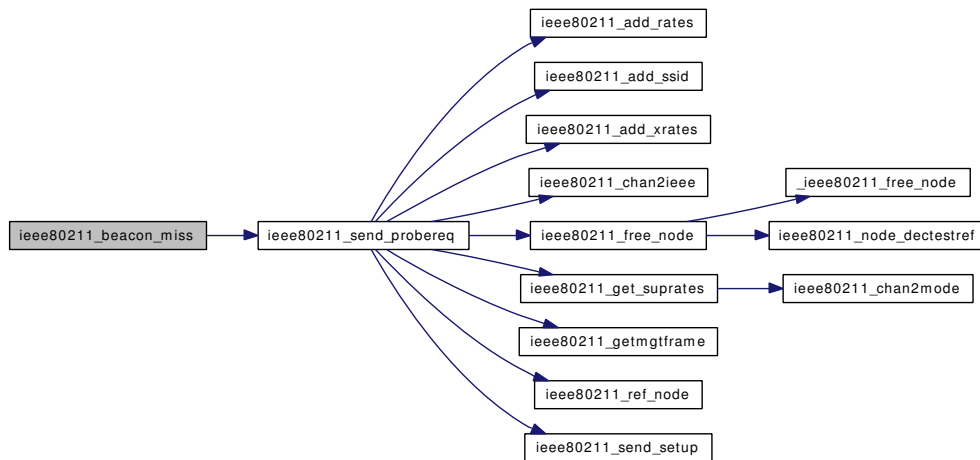 ieee80211_beacon_miss
ieee80211_send_probereq
ieee80211_add_rates
ieee80211_add_ssid
ieee80211_add_xrates
ieee80211_chan2ieee
ieee80211_free_node
ieee80211_get_suprates
ieee80211_getmgtframe
ieee80211_ref_node
ieee80211_send_setup
_ieee80211_free_node
ieee80211_node_dectestref
ieee80211_chan2mode